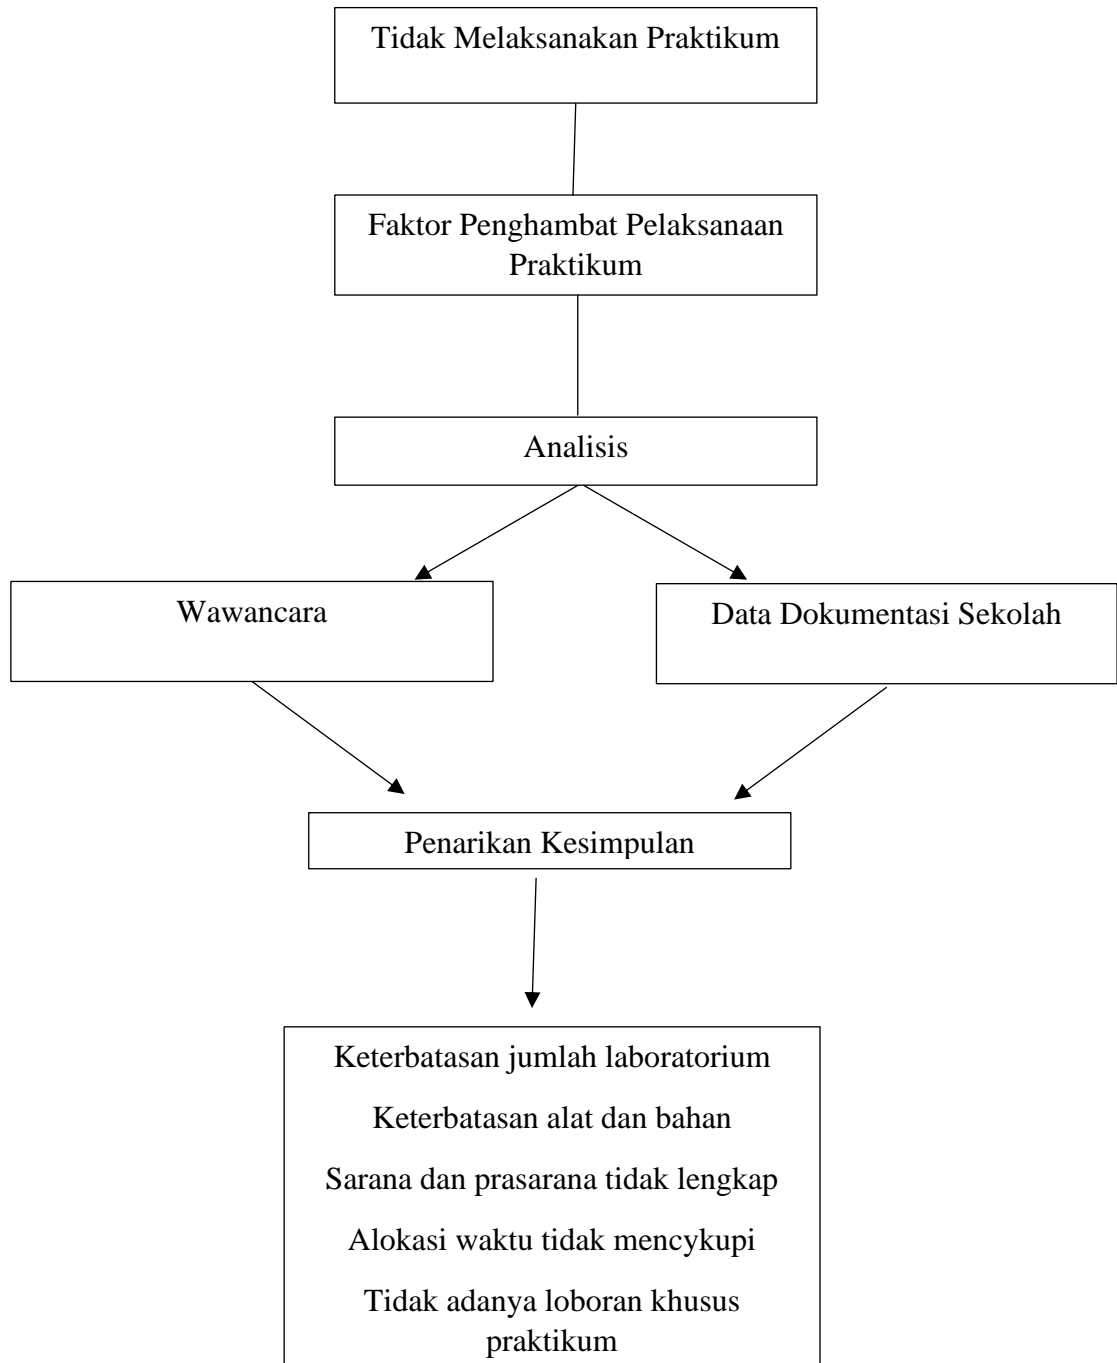 Tidak Melaksanakan Praktikum
Faktor Penghambat Pelaksanaan
Praktikum
Analisis
Wawancara
Data Dokumentasi Sekolah
Penarikan Kesimpulan
Keterbatasan jumlah laboratorium
Keterbatasan alat dan bahan
Sarana dan prasarana tidak lengkap
Alokasi waktu tidak mencykupi
Tidak adanya loboran khusus
praktikum